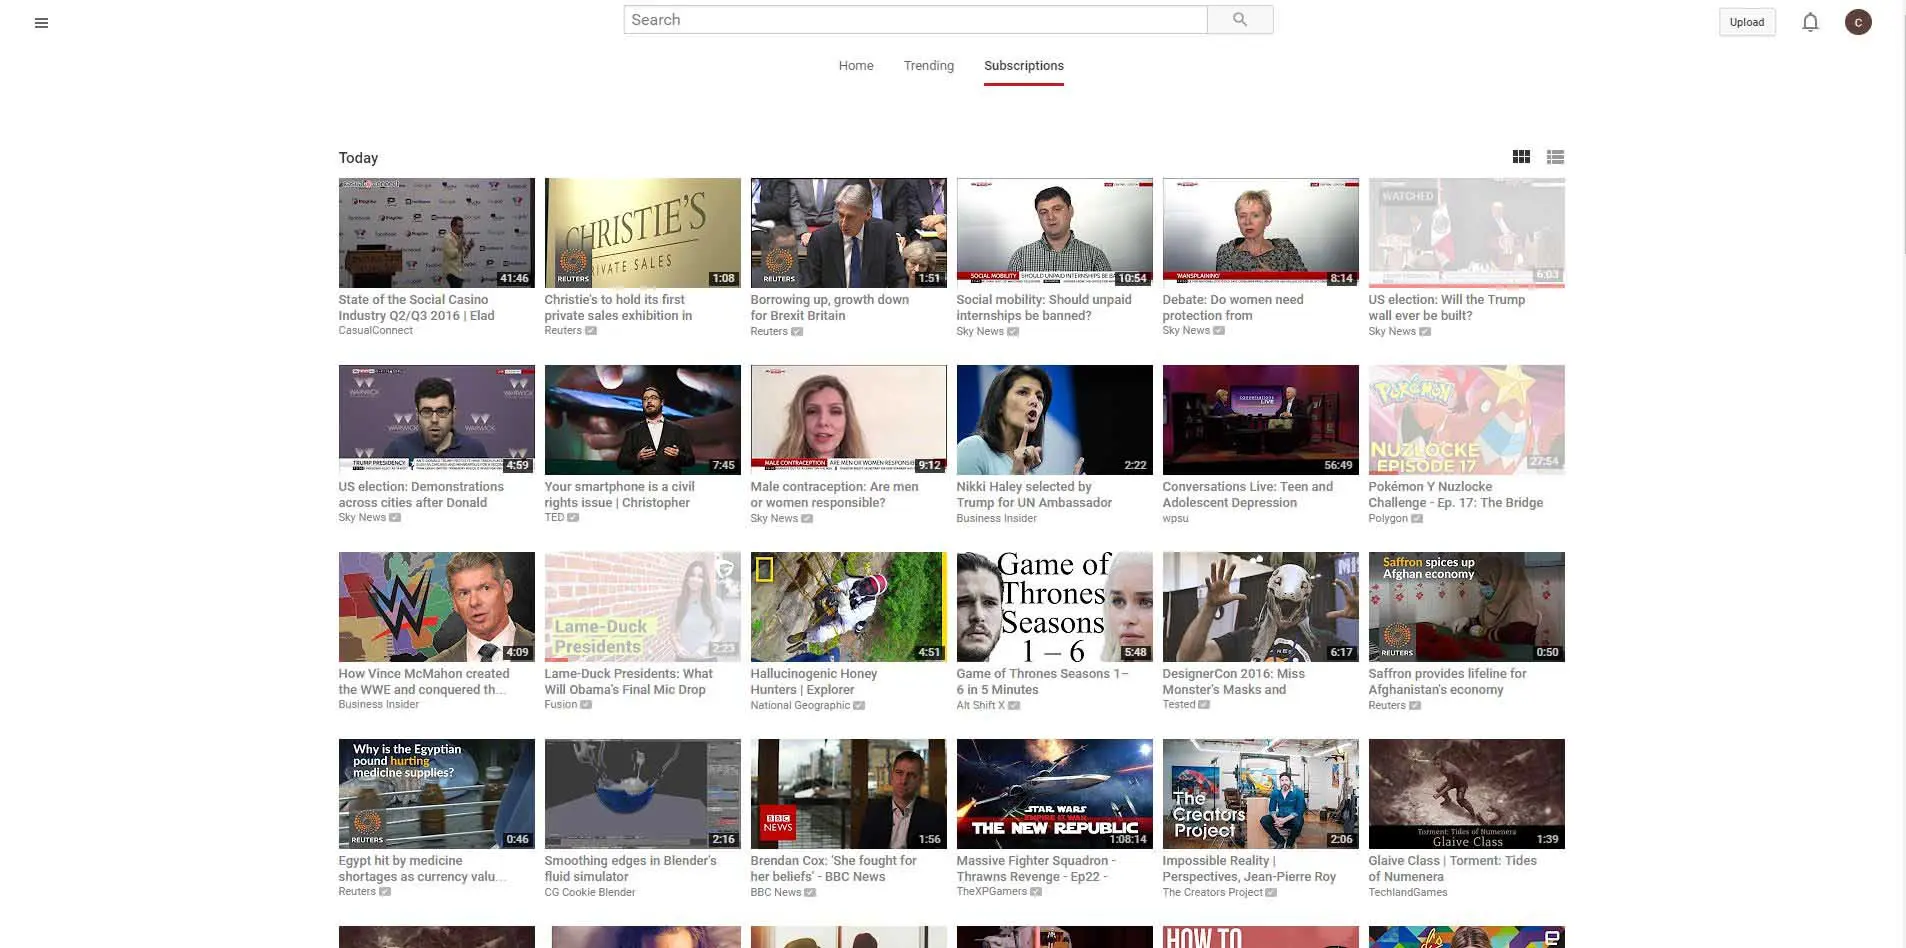 Search
Upload
C
Home
Trending
Subscriptions
Today
casual connect
41:46
State of the Social Casino
Industry Q2/Q3 2016 | Elad
CasualConnect
CHRISTIE'S
PRIVATE SALES
REUTERS
1:08
Christie's to hold its first
private sales exhibition in
Reuters
REUTERS
1:51
Borrowing up, growth down
for Brexit Britain
Reuters
SOCIAL MOBILITY
SHOULD UNPAID INTERNSHIPS BE
10:54
Social mobility: Should unpaid
internships be banned?
Sky News
'MANSPLAINING'
8:14
Debate: Do women need
protection from
Sky News
WATCHED
6:03
US election: Will the Trump
wall ever be built?
Sky News
WARWICK
WARWICK
WARWICK
TRUMP PRESIDENCY
4:59
US election: Demonstrations
across cities after Donald
Sky News
7:45
Your smartphone is a civil
rights issue | Christopher
TED
MALE CONTRACEPTION
ARE MEN OR WOMEN RESPONSIB
9:12
Male contraception: Are men
or women responsible?
Sky News
2:22
Nikki Haley selected by
Trump for UN Ambassador
Business Insider
conversations
LIVE
56:49
Conversations Live: Teen and
Adolescent Depression
wpsu
POKéMON
NUZLOCKE
EPISODE 17
27:54
Pokémon Y Nuzlocke
Challenge - Ep. 17: The Bridge
Polygon
W
4:09
How Vince McMahon created
the WWE and conquered th...
Business Insider
Lame-Duck
Presidents
2:23
Lame-Duck Presidents: What
Will Obama's Final Mic Drop
Fusion
4:51
Hallucinogenic Honey
Hunters | Explorer
National Geographic
Game of
Thrones
Seasons
1 – 6
5:48
Game of Thrones Seasons 1–
6 in 5 Minutes
Alt Shift X
6:17
DesignerCon 2016: Miss
Monster's Masks and
Tested
Saffron spices up
Afghan economy
REUTERS
0:50
Saffron provides lifeline for
Afghanistan's economy
Reuters
Why is the Egyptian
pound hurting
medicine supplies?
REUTERS
0:46
Egypt hit by medicine
shortages as currency valu...
Reuters
2:16
Smoothing edges in Blender's
fluid simulator
CG Cookie Blender
BBC
NEWS
1:56
Brendan Cox: 'She fought for
her beliefs' - BBC News
BBC News
STAR WARS
EMPIRE AT WAR
THE NEW REPUBLIC
1:08:14
Massive Fighter Squadron -
Thrawns Revenge - Ep22 -
TheXPGamers
The
Creators
Project
2:06
Impossible Reality |
Perspectives, Jean-Pierre Roy
The Creators Project
Torment: Tides of Numenera
Glaive Class
1:39
Glaive Class | Torment: Tides
of Numenera
TechlandGames
HOW TO